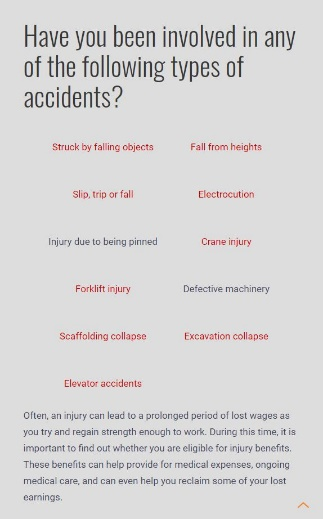 Have you been involved in any
of the following types of
accidents?
Struck by falling objects
Fall from heights
Slip, trip or fall
Electrocution
Injury due to being pinned
Crane injury
Forklift injury
Defective machinery
Scaffolding collapse
Excavation collapse
Elevator accidents
Often, an injury can lead to a prolonged period of lost wages as
you try and regain strength enough to work. During this time, it is
important to find out whether you are eligible for injury benefits.
These benefits can help provide for medical expenses, ongoing
medical care, and can even help you reclaim some of your lost
earnings.